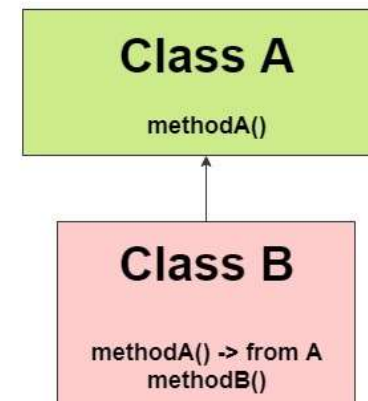 Class A
methodA()
Class B
methodA() -> from A
methodB()